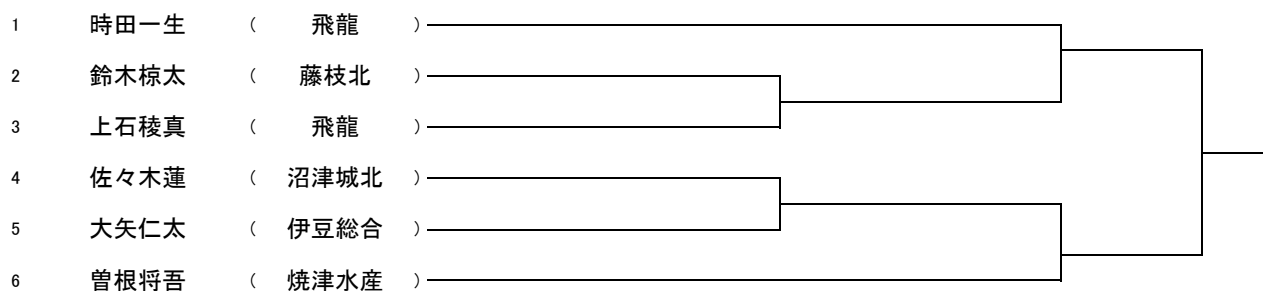 1 時田一生 ( 飛龍 )
2 鈴木椋太 ( 藤枝北 )
3 上石稜真 ( 飛龍 )
4 佐々木蓮 ( 沼津城北 )
5 大矢仁太 ( 伊豆総合 )
6 曽根将吾 ( 焼津水産 )